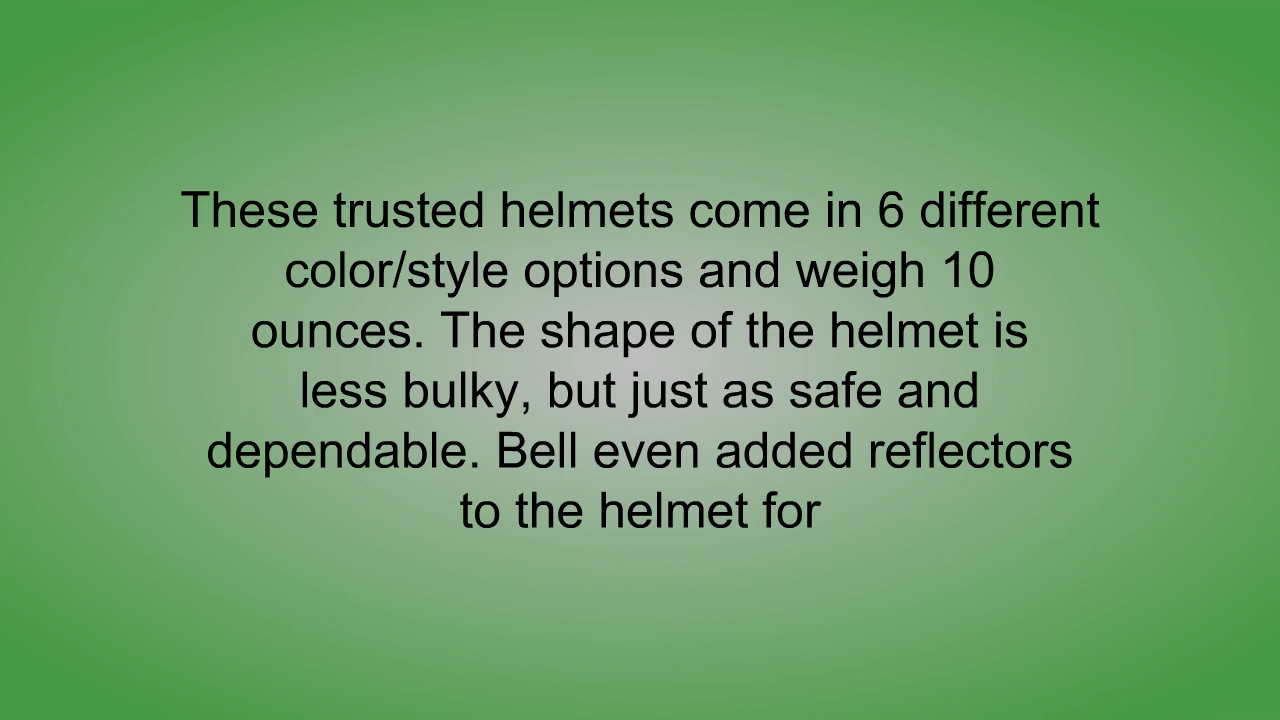 These trusted helmets come in 6 different
color/style options and weigh 10
ounces. The shape of the helmet is
less bulky, but just as safe and
dependable. Bell even added reflectors
to the helmet for